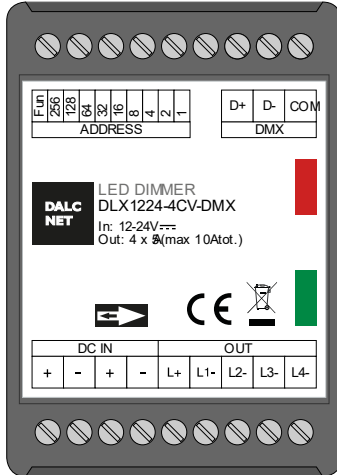 Fun 256 128 64 32 16 8 4 2 1 D+ D- COM
ADDRESS DMX
LED DIMMER
DALC NET DLX1224-4CV-DMX
In: 12-24V
Out: 4 x 5A(max 10Atot.)
CE
DC IN OUT
+ - + - L+ L1- L2- L3- L4-